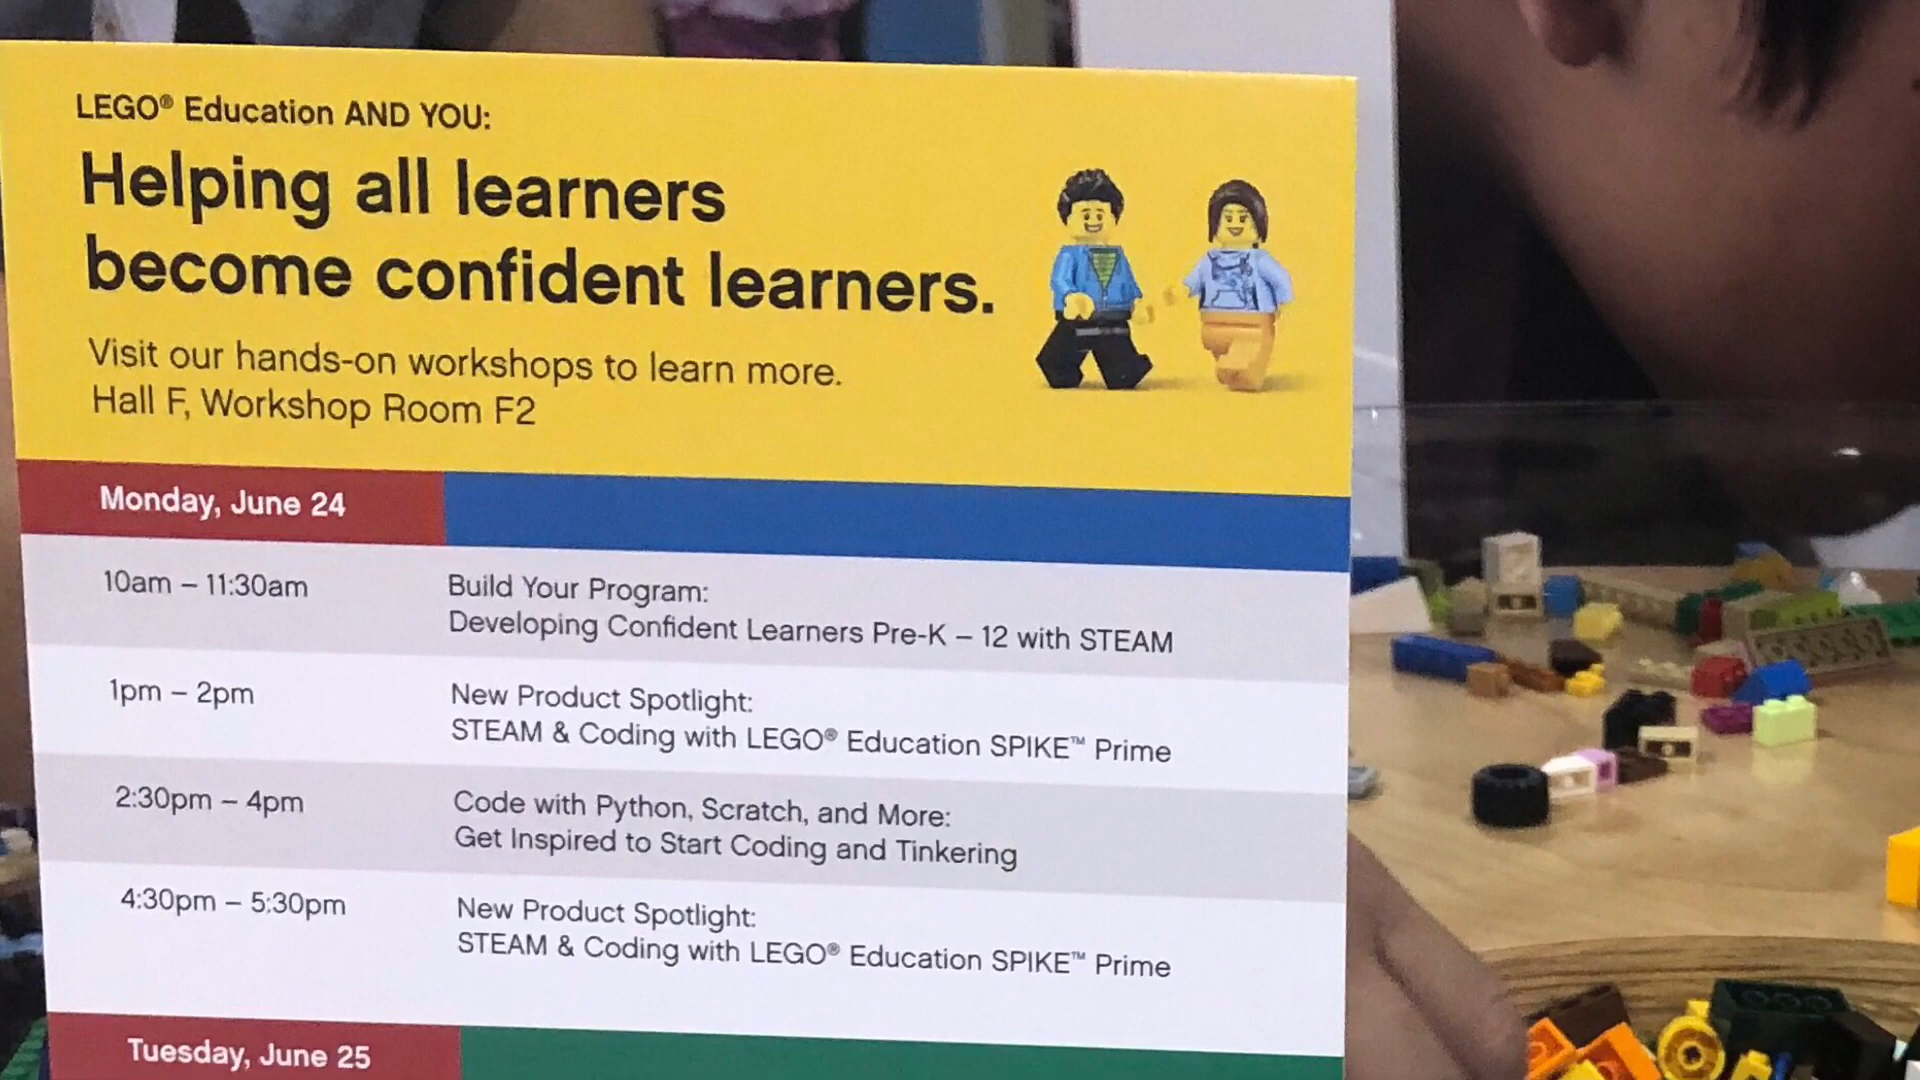 LEGO® Education AND YOU:
Helping all learners
become confident learners.
Visit our hands-on workshops to learn more.
Hall F, Workshop Room F2
Monday, June 24
10am – 11:30am
Build Your Program:
Developing Confident Learners Pre-K – 12 with STEAM
1pm – 2pm
New Product Spotlight:
STEAM & Coding with LEGO® Education SPIKE™ Prime
2:30pm – 4pm
Code with Python, Scratch, and More:
Get Inspired to Start Coding and Tinkering
4:30pm – 5:30pm
New Product Spotlight:
STEAM & Coding with LEGO® Education SPIKE™ Prime
Tuesday, June 25